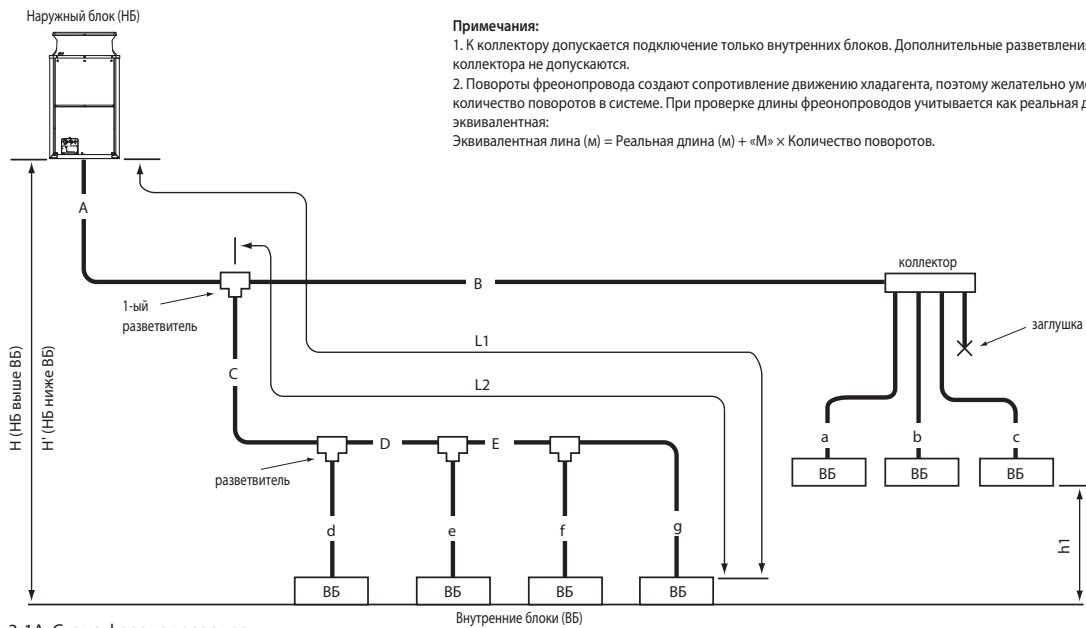 Наружный блок (НБ)
Примечания:
1. К коллектору допускается подключение только внутренних блоков. Дополнительные разветвления
коллектора не допускаются.
2. Повороты фреонопровода создают сопротивление движению хладагента, поэтому желательно
количество поворотов в системе. При проверке длины фреонопроводов учитывается как реальная
эквивалентная:
Эквивалентная лина (м) = Реальная длина (м) + «М» × Количество поворотов.
A
B
коллектор
1-ый
разветвитель
заглушка
L1
L2
C
H (НБ выше ВБ)
H' (НБ ниже ВБ)
D
E
разветвитель
a
b
c
ВБ
ВБ
ВБ
d
e
f
g
h1
ВБ
ВБ
ВБ
ВБ
Внутренние блоки (ВБ)